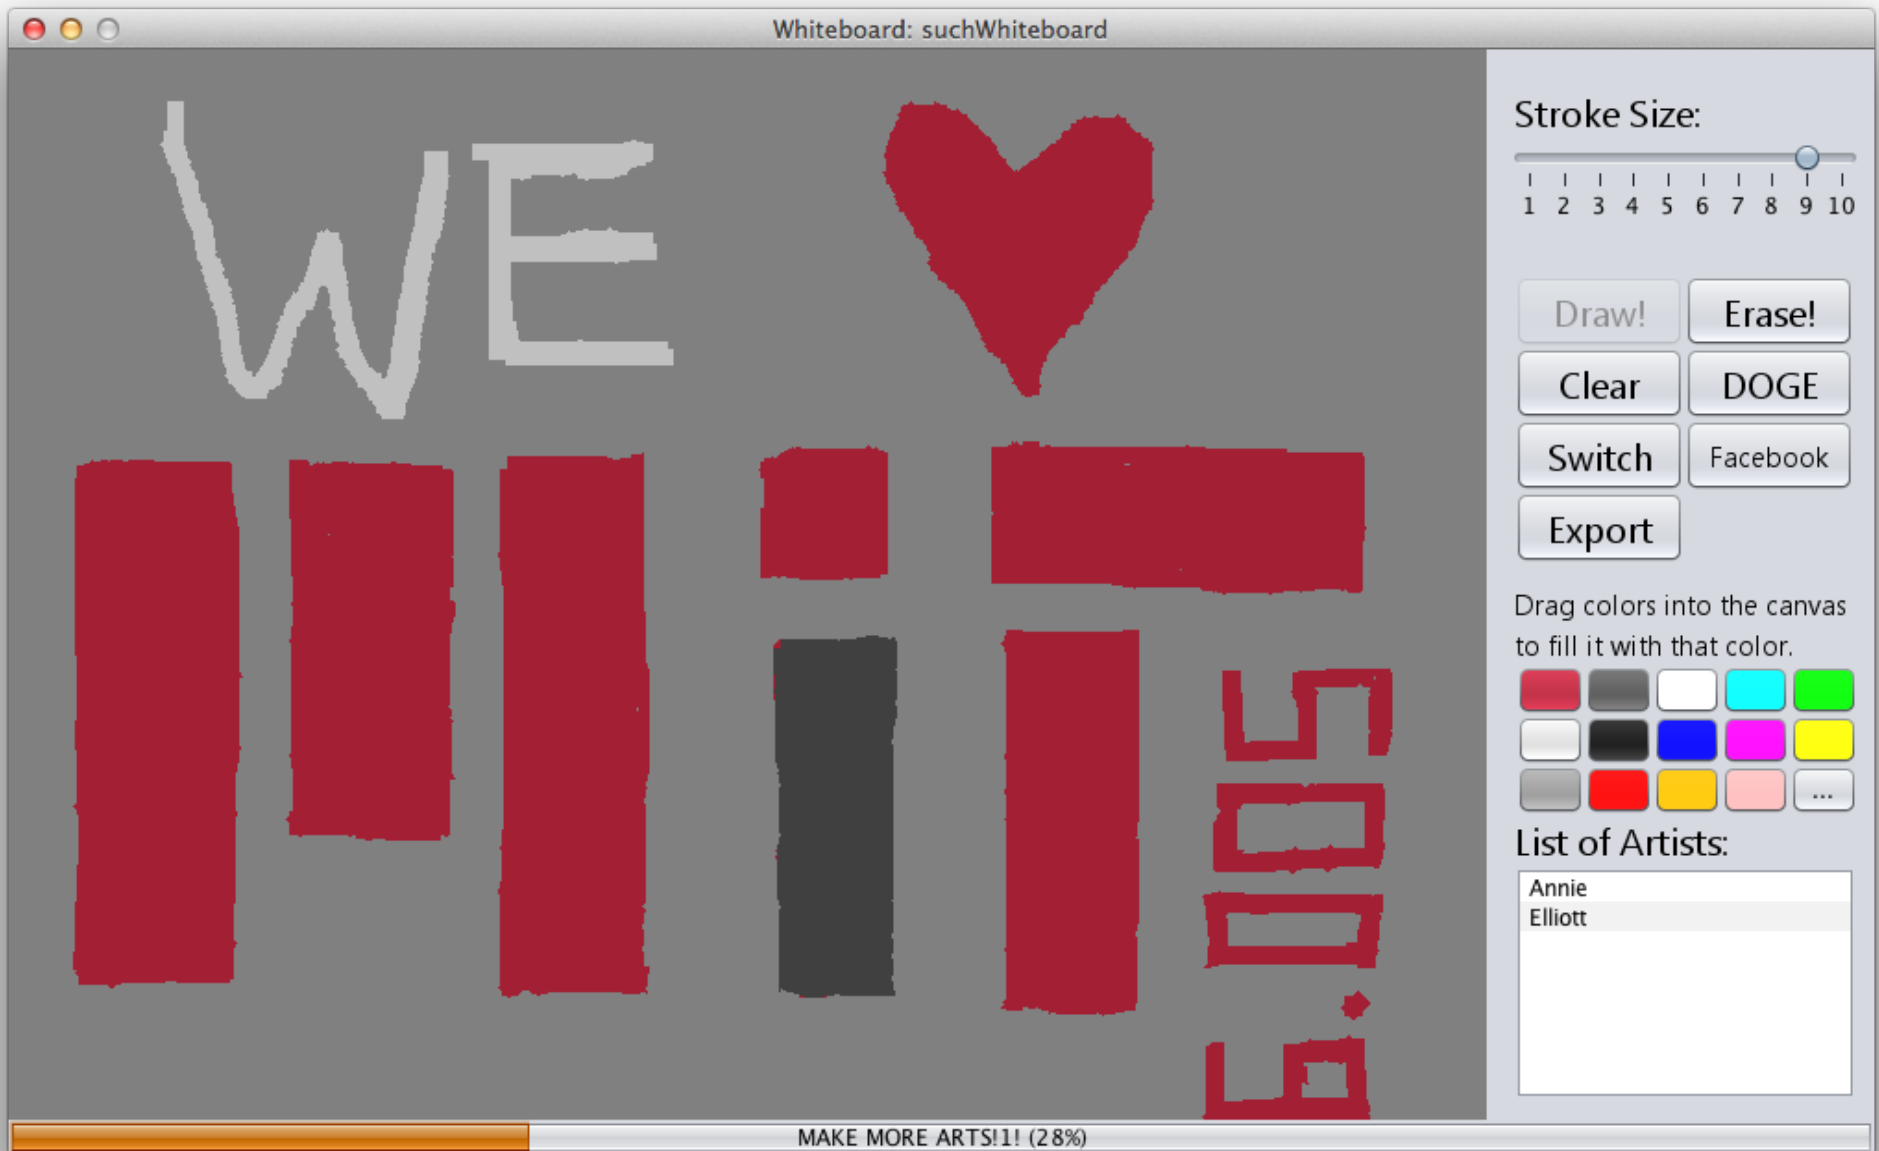 Whiteboard: suchWhiteboard
WE ♥
MiT
6.005
Stroke Size:
1 2 3 4 5 6 7 8 9 10
Draw! Erase!
Clear DOGE
Switch Facebook
Export
Drag colors into the canvas
to fill it with that color.
...
List of Artists:
Annie
Elliott
MAKE MORE ARTS!1! (28%)